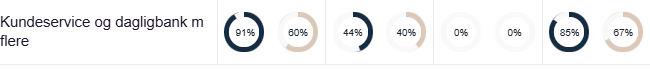 Kundeservice og dagligbank m
flere
91% 60% 44% 40% 0% 0% 85% 67%